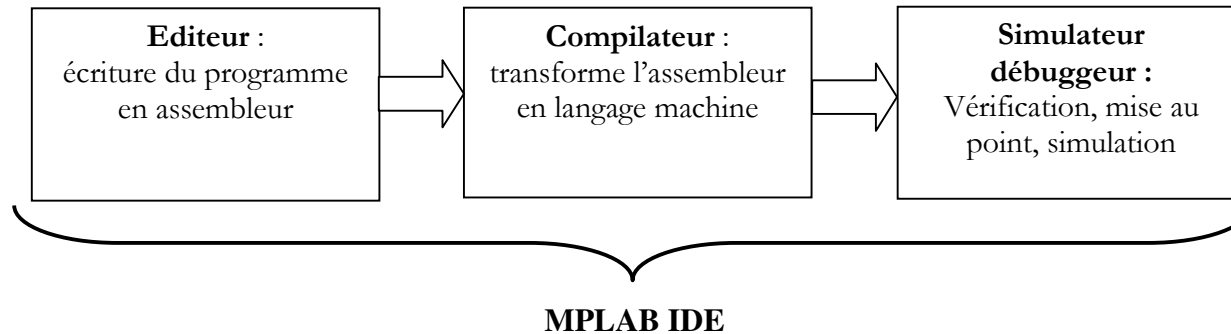 Editeur :
écriture du programme
en assembleur
Compilateur :
transforme l'assembleur
en langage machine
Simulateur
débuggeur :
Vérification, mise au
point, simulation
MPLAB IDE